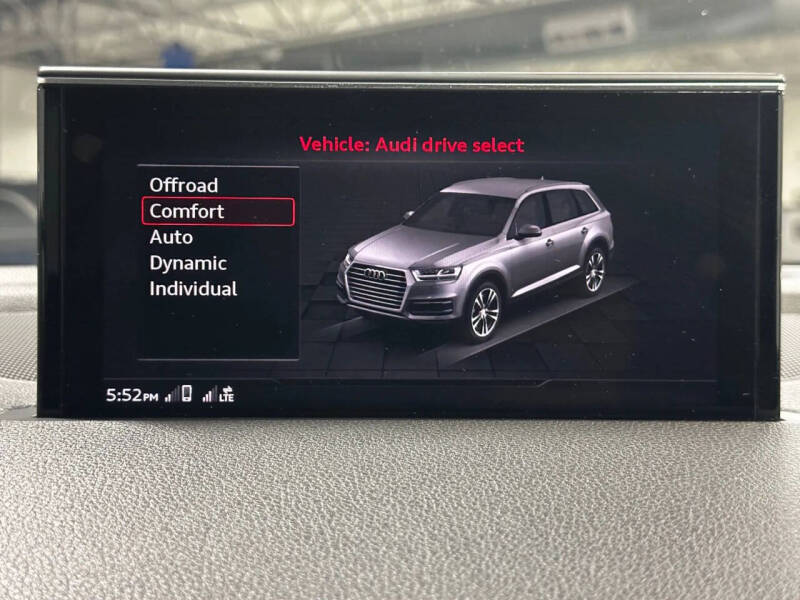 Vehicle: Audi drive select
Offroad
Comfort
Auto
Dynamic
Individual
5:52PM
LTE